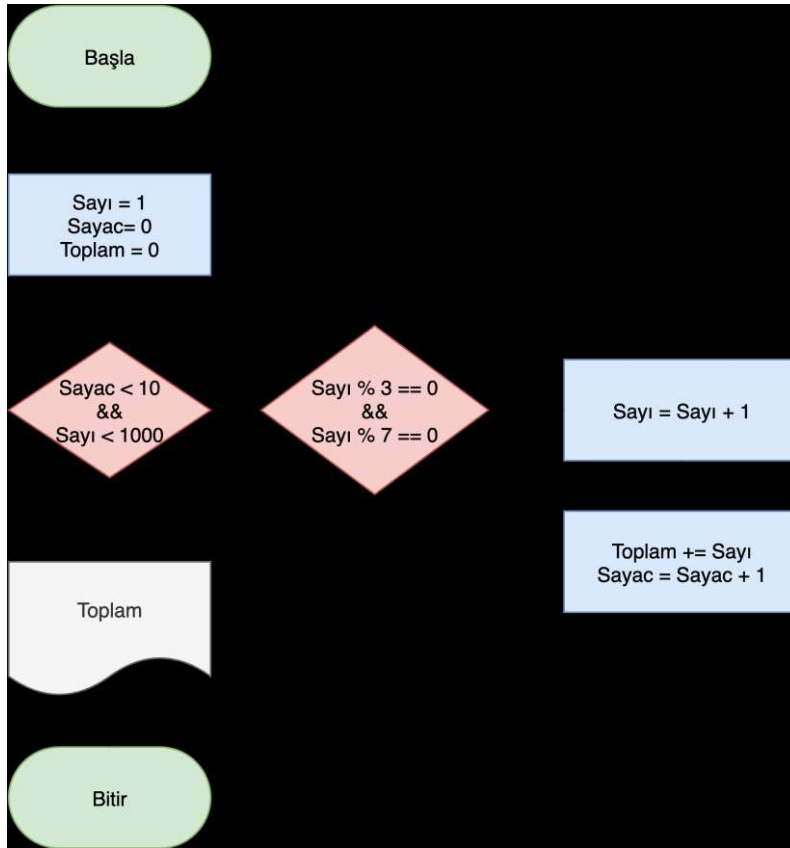 Başla
Sayı = 1
Sayac= 0
Toplam = 0
Sayac < 10
&&
Sayı < 1000
Sayı % 3 == 0
&&
Sayı % 7 == 0
Sayı = Sayı + 1
Toplam += Sayı
Sayac = Sayac + 1
Toplam
Bitir